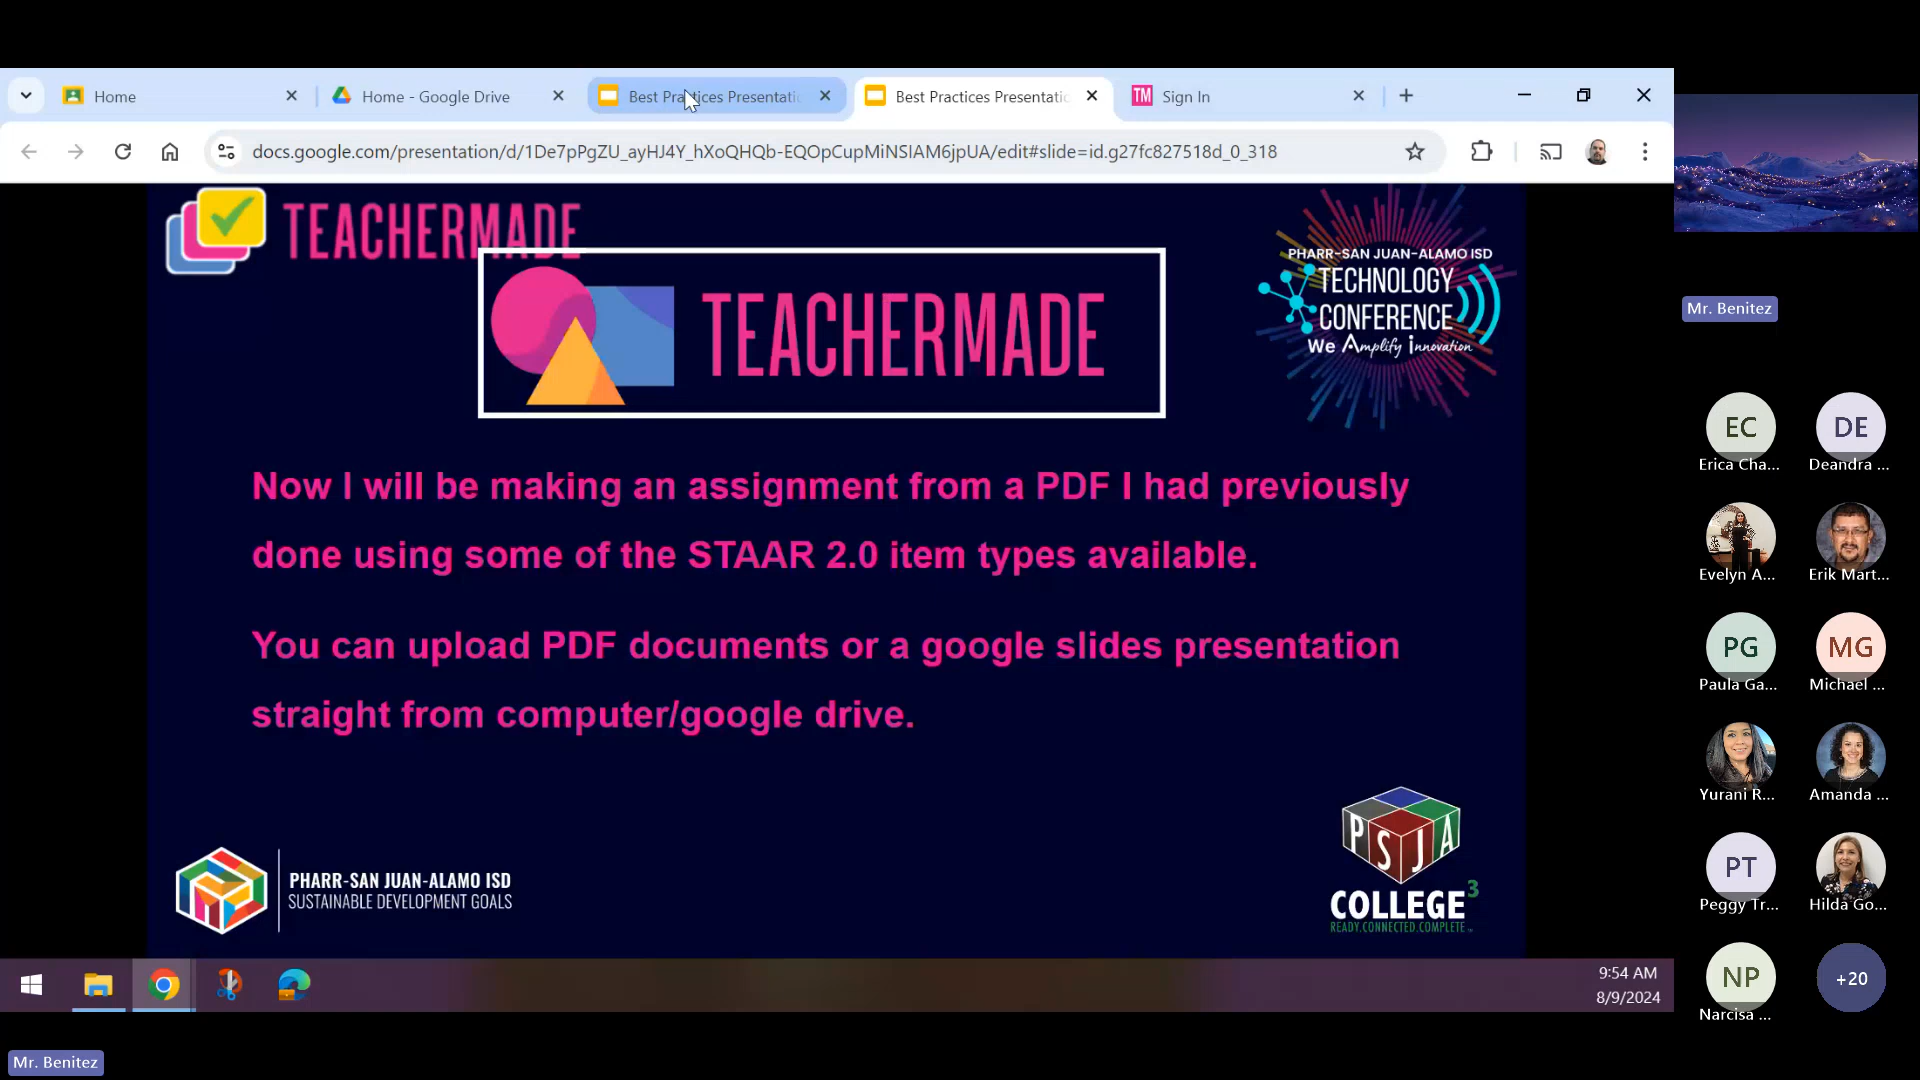 Home
Home - Google Drive
Best Practices Presentatio
Best Practices Presentatio
TM Sign In
docs.google.com/presentation/d/1De7pPgZU_ayHJ4Y_hXoQHQb-EQOpCupMiNSIAM6jpUA/edit#slide=id.g27fc827518d_0_318
TEACHERMADE
TEACHERMADE
PHARR-SAN JUAN-ALAMO ISD
TECHNOLOGY
CONFERENCE
We Amplify Innovation
Now I will be making an assignment from a PDF I had previously
done using some of the STAAR 2.0 item types available.
You can upload PDF documents or a google slides presentation
straight from computer/google drive.
PHARR-SAN JUAN-ALAMO ISD
SUSTAINABLE DEVELOPMENT GOALS
P S J A
COLLEGE³
READY.CONNECTED.COMPLETE
9:54 AM
8/9/2024
Mr. Benitez
Mr. Benitez
EC DE
Erica Cha... Deandra ...
Evelyn A... Erik Mart...
PG MG
Paula Ga... Michael ...
Yurani R... Amanda ...
PT
Peggy Tr... Hilda Go...
NP +20
Narcisa ...